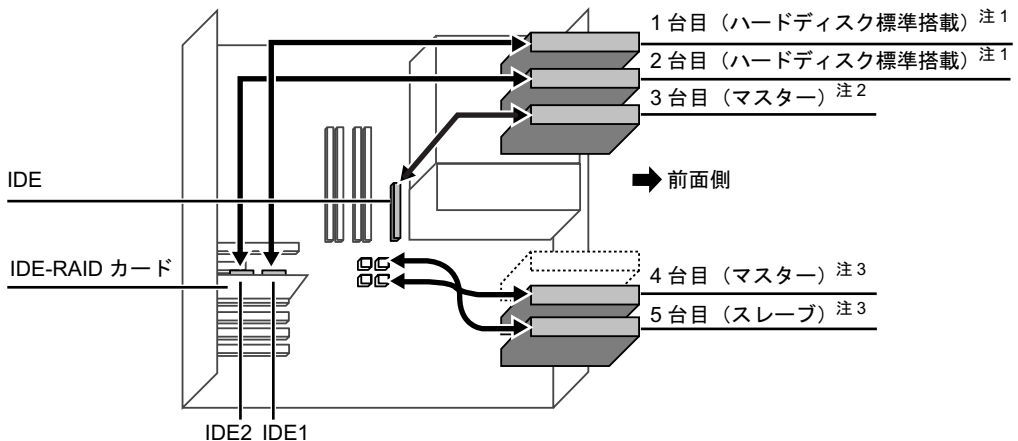 1 台目（ハードディスク標準搭載）注 1
2 台目（ハードディスク標準搭載）注 1
3 台目（マスター）注 2
IDE
前面側
IDE-RAID カード
4 台目（マスター）注 3
5 台目（スレーブ）注 3
IDE2 IDE1